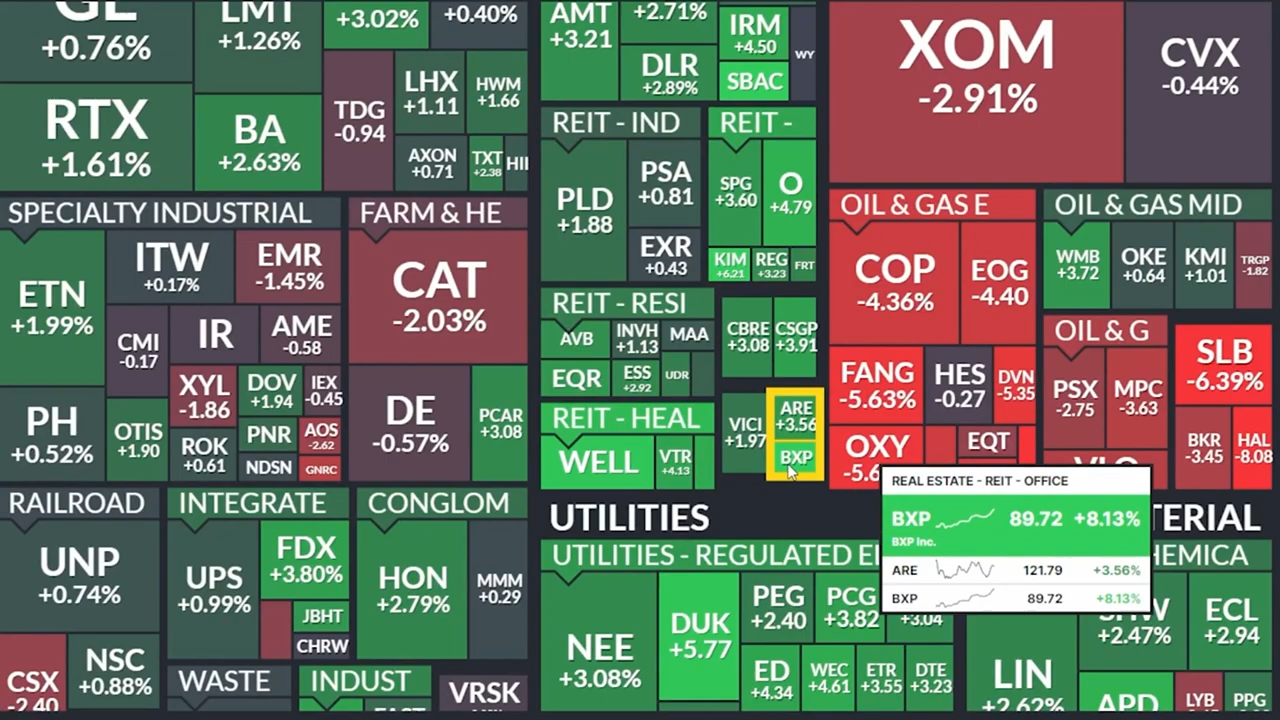 GE
+0.76%
LMT
+1.26%
+3.02%
+0.40%
RTX
+1.61%
BA
+2.63%
TDG
-0.94
LHX
+1.11
HWM
+1.66
AXON
+0.71
TXT
+2.38
HII
SPECIALTY INDUSTRIAL
ETN
+1.99%
ITW
+0.17%
EMR
-1.45%
CMI
-0.17
IR
AME
-0.58
XYL
-1.86
DOV
+1.94
IEX
-0.45
PH
+0.52%
OTIS
+1.90
ROK
+0.61
PNR
AOS
-2.62
NDSN
GNRC
FARM & HE
CAT
-2.03%
DE
-0.57%
PCAR
+3.08
RAILROAD
UNP
+0.74%
CSX
-2.40
NSC
+0.88%
INTEGRATE
UPS
+0.99%
FDX
+3.80%
JBHT
CHRW
CONGLOM
HON
+2.79%
MMM
+0.29
WASTE
INDUST
VRSK
AMT
+3.21
+2.71%
DLR
+2.89%
IRM
+4.50
SBAC
WY
REIT - IND
PLD
+1.88
PSA
+0.81
EXR
+0.43
REIT -
SPG
+3.60
O
+4.79
KIM
+6.21
REG
+3.23
FRT
REIT - RESI
AVB
INVH
+1.13
MAA
EQR
ESS
+2.92
UDR
CBRE
+3.08
CSGP
+3.91
REIT - HEAL
WELL
VTR
+4.13
VICI
+1.97
ARE
+3.56
BXP
UTILITIES
UTILITIES - REGULATED EL
NEE
+3.08%
DUK
+5.77
PEG
+2.40
PCG
+3.82
+3.04
ED
+4.34
WEC
+4.61
ETR
+3.55
DTE
+3.23
XOM
-2.91%
CVX
-0.44%
OIL & GAS E
COP
-4.36%
EOG
-4.40
FANG
-5.63%
HES
-0.27
DVN
-5.35
OXY
-5.6
EQT
OIL & GAS MID
WMB
+3.72
OKE
+0.64
KMI
+1.01
TRGP
-1.82
OIL & G
PSX
-2.75
MPC
-3.63
VLO
SLB
-6.39%
BKR
-3.45
HAL
-8.08
REAL ESTATE - REIT - OFFICE
BXP 89.72 +8.13%
BXP Inc.
ARE 121.79 +3.56%
BXP 89.72 +8.13%
TERIAL
HEMICA
LIN
+2.62%
SHW
+2.47%
ECL
+2.94
APD
LYB
PPG